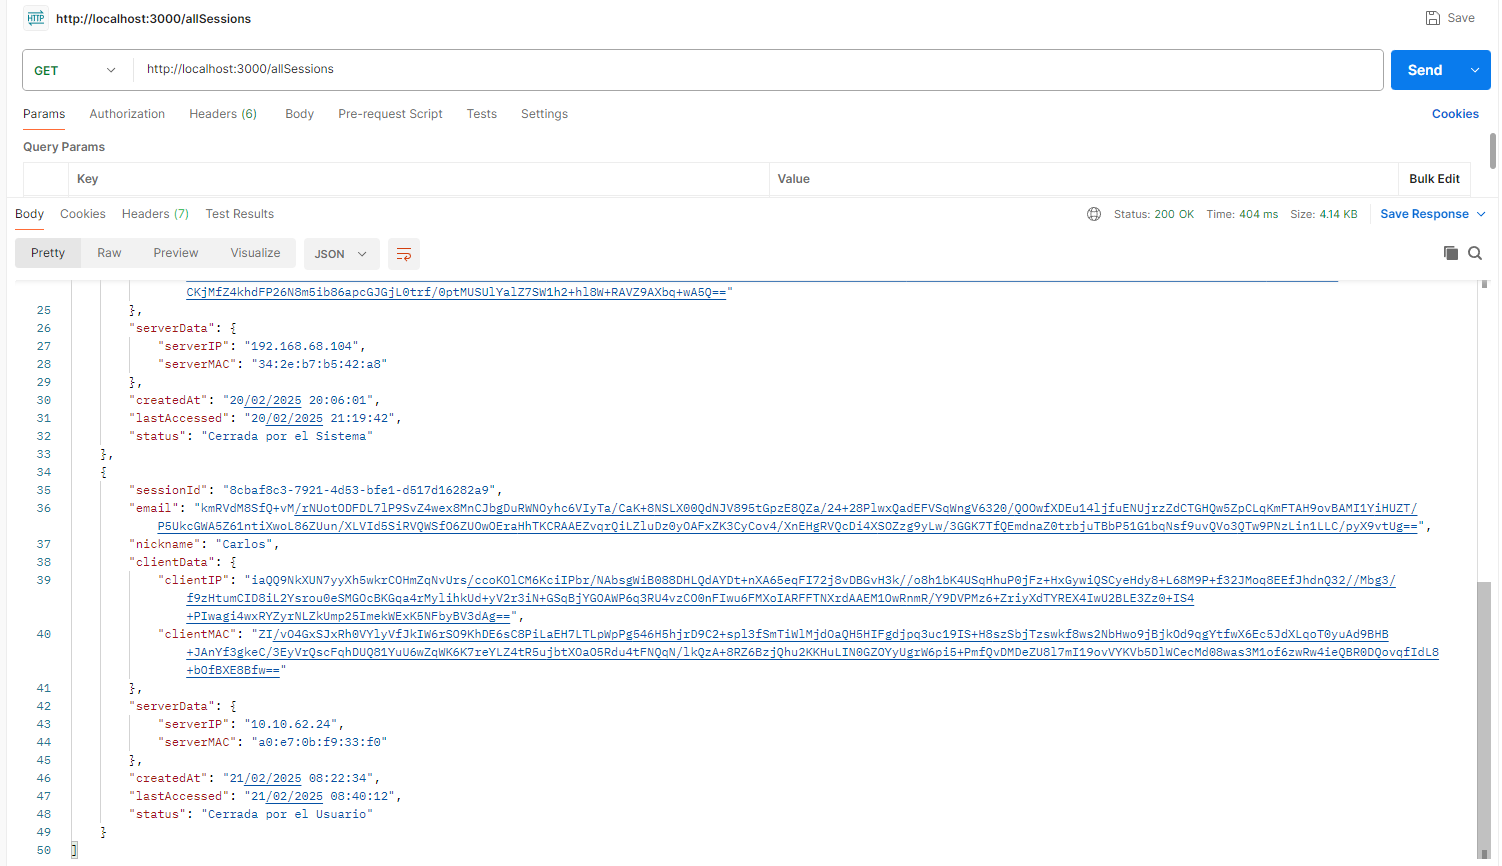 HTTP http://localhost:3000/allSessions Save
GET http://localhost:3000/allSessions Send
Params Authorization Headers (6) Body Pre-request Script Tests Settings Cookies
Query Params
Key Value Bulk Edit
Body Cookies Headers (7) Test Results Status: 200 OK Time: 404 ms Size: 4.14 KB Save Response
Pretty Raw Preview Visualize JSON
CKjMfZ4khdFP26N8m5ib86apcGJGjL0trf/0ptMUSUlYalZ7SW1h2+hl8W+RAVZ9AXbq+wA5Q=="
25 },
26 "serverData": {
27 "serverIP": "192.168.68.104",
28 "serverMAC": "34:2e:b7:b5:42:a8"
29 },
30 "createdAt": "20/02/2025 20:06:01",
31 "lastAccessed": "20/02/2025 21:19:42",
32 "status": "Cerrada por el Sistema"
33 },
34 {
35 "sessionId": "8cbaf8c3-7921-4d53-bfe1-d517d16282a9",
36 "email": "kmRVdM8SfQ+vM/rNUotODFDL7lP9SvZ4wex8MnCJbgDuRWNOyhc6VIyTa/CaK+8NSLX00QdNJV895tGpzE8QZa/24+28PlwxQadEFVSqWngV6320/QOOwfXDEu14ljfuENUjrzZdCTGHQw5ZpCLqKmFTAH9ovBAMI1YiHUZT/
P5UkcGWA5Z61ntiXwoL86ZUun/XLVId5SiRVQWSfO6ZUOwOEraHhTKCRAAEZvqrQiLZluDz0yOAFxZK3CyCov4/XnEHgRVQcDi4XSOZzg9yLw/3GGK7TfQEmdnaZ0trbjuTBbP51G1bqNsf9uvQVo3QTw9PNzLin1LLC/pyX9vtUg==",
37 "nickname": "Carlos",
38 "clientData": {
39 "clientIP": "iaQQ9NkXUN7yyXh5wkrCOHmZqNvUrs/ccoKOlCM6KciIPbr/NAbsgWiB088DHLQdAYDt+nXA65eqFI72j8vDBGvH3k//o8h1bK4USqHhuP0jFz+HxGywiQSCyeHdy8+L68M9P+f32JMoq8EEfJhdnQ32//Mbg3/
f9zHtumCID8iL2Ysrou0eSMGOcBKGqa4rMylihkUd+yV2r3iN+GSqBjYGOAWP6q3RU4vzCO0nFIwu6FMXoIARFFTNXrdAAEM1OwRnmR/Y9DVPMz6+ZriyXdTYREX4IwU2BLE3Zz0+IS4
+PIwagi4wxRYZyrNLZkUmp25ImekWExK5NFbyBV3dAg==",
40 "clientMAC": "ZI/vO4GxSJxRh0VYlyVfJkIW6rSO9KhDE6sC8PiLaEH7LTLpWpPg546H5hjrD9C2+spl3fSmTiWlMjdOaQH5HIFgdjpq3uc19IS+H8szSbjTzswkf8ws2NbHwo9jBjkOd9qgYtfwX6Ec5JdXLqoT0yuAd9BHB
+JAnYf3gkeC/3EyVrQscFqhDUQ81YuU6wZqWK6K7reYLZ4tR5ujbtXOaO5Rdu4tFNQqN/lkQzA+8RZ6BzjQhu2KKHuLIN0GZOYyUgrW6pi5+PmfQvDMDeZU8l7mI19ovVYKVb5DlWCecMd08was3M1of6zwRw4ieQBR0DQovqfIdL8
+bOfBXE8Bfw=="
41 },
42 "serverData": {
43 "serverIP": "10.10.62.24",
44 "serverMAC": "a0:e7:0b:f9:33:f0"
45 },
46 "createdAt": "21/02/2025 08:22:34",
47 "lastAccessed": "21/02/2025 08:40:12",
48 "status": "Cerrada por el Usuario"
49 }
50 ]